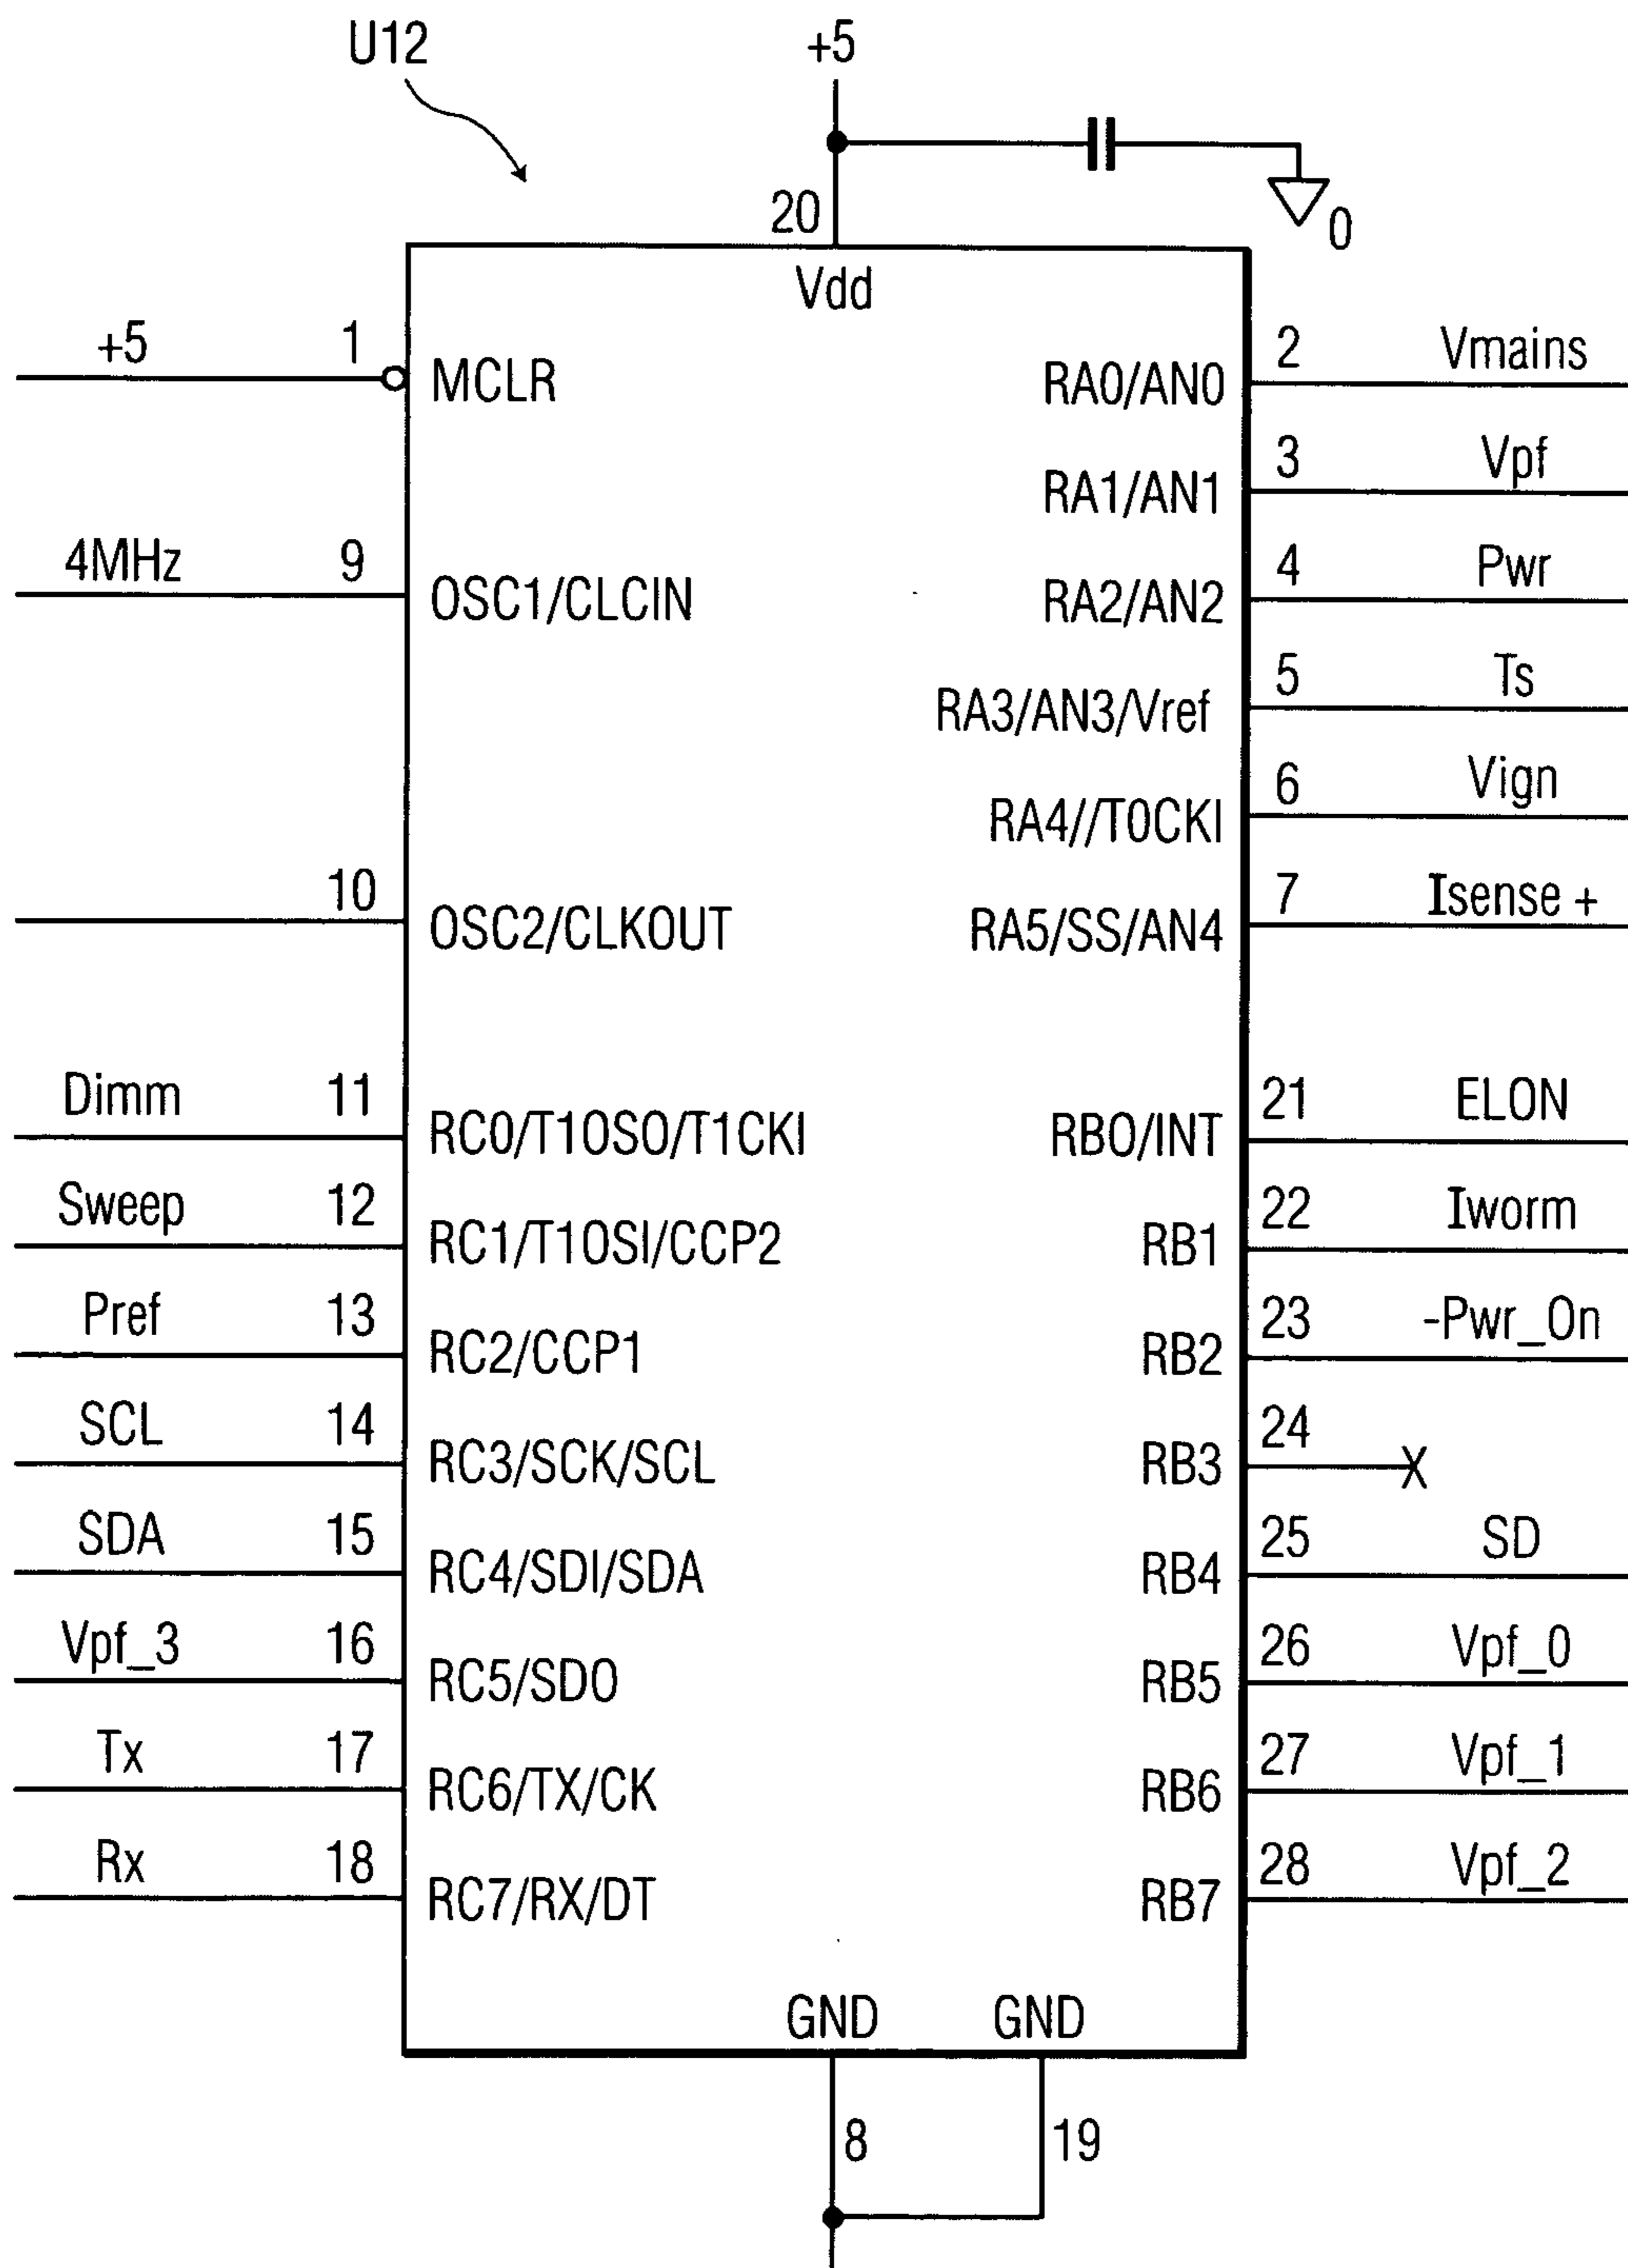 U12
+5
20
0
Vdd
+5 1 MCLR
RA0/AN0 2 Vmains
RA1/AN1 3 Vpf
4MHz 9 OSC1/CLCIN
RA2/AN2 4 Pwr
RA3/AN3/Vref 5 Ts
RA4//T0CKI 6 Vign
10 OSC2/CLKOUT
RA5/SS/AN4 7 Isense +
Dimm 11 RC0/T1OSO/T1CKI
RBO/INT 21 ELON
Sweep 12 RC1/T1OSI/CCP2
RB1 22 Iworm
Pref 13 RC2/CCP1
RB2 23 -Pwr_On
SCL 14 RC3/SCK/SCL
RB3 24 X
SDA 15 RC4/SDI/SDA
RB4 25 SD
Vpf_3 16 RC5/SDO
RB5 26 Vpf_0
Tx 17 RC6/TX/CK
RB6 27 Vpf_1
Rx 18 RC7/RX/DT
RB7 28 Vpf_2
GND GND
8 19